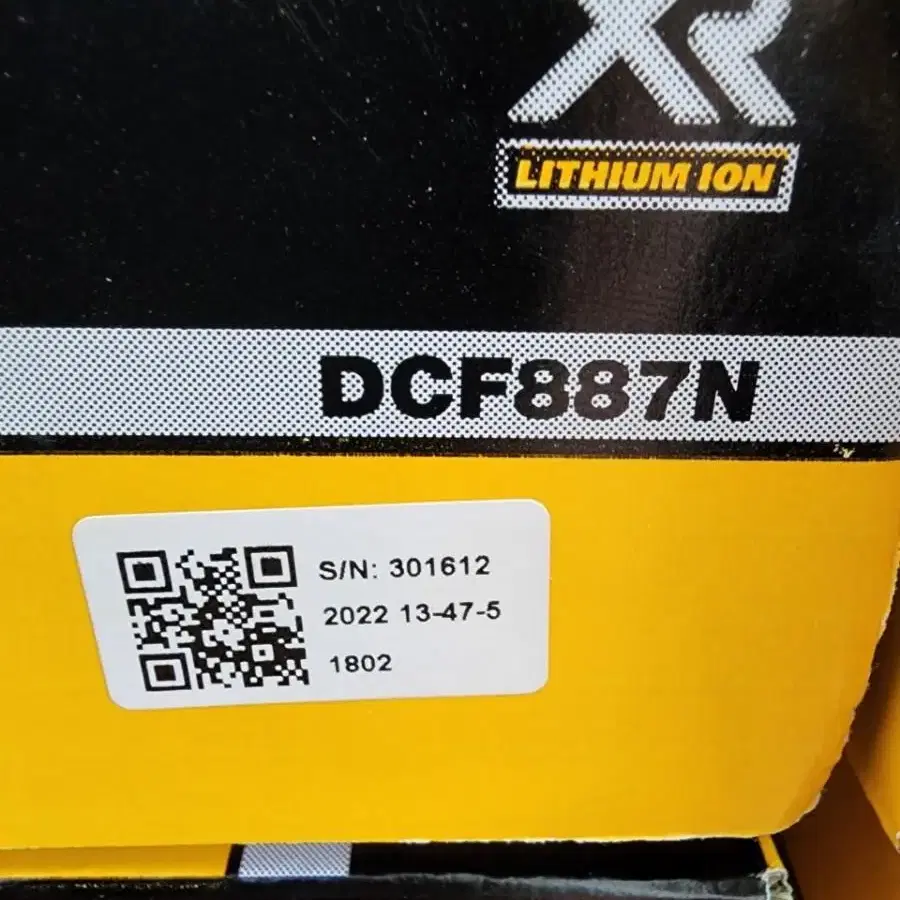 XR
LITHIUM ION
DCF887N
S/N: 301612
2022 13-47-5
1802